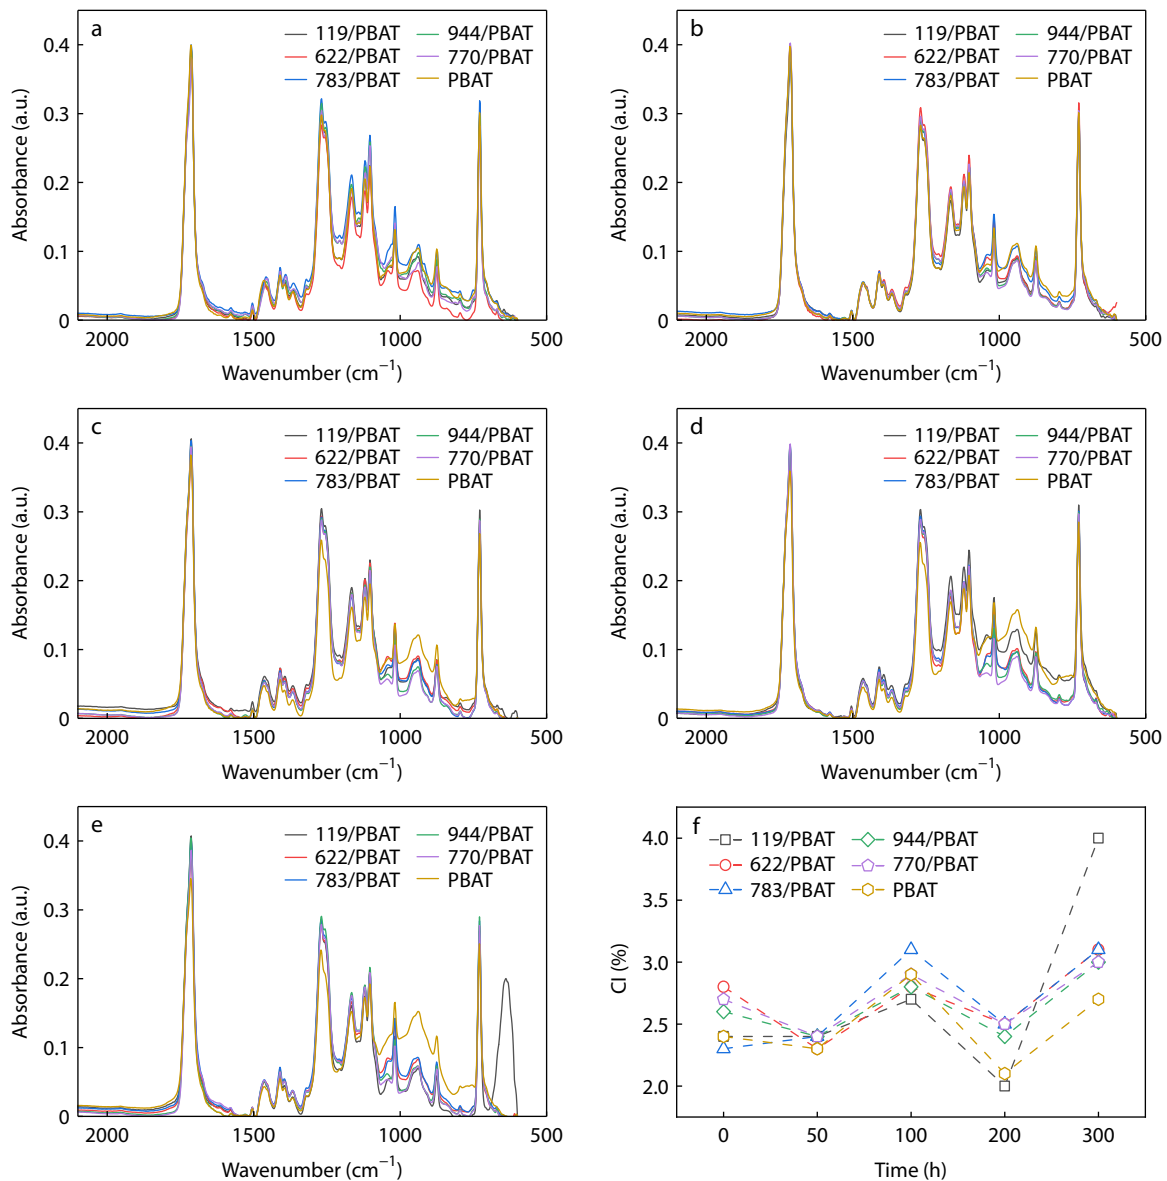 a
119/PBAT 944/PBAT
622/PBAT 770/PBAT
783/PBAT PBAT
Absorbance (a.u.)
0.4
0.3
0.2
0.1
0
2000 1500 1000 500
Wavenumber (cm⁻¹)
b
119/PBAT 944/PBAT
622/PBAT 770/PBAT
783/PBAT PBAT
Absorbance (a.u.)
0.4
0.3
0.2
0.1
0
2000 1500 1000 500
Wavenumber (cm⁻¹)
c
119/PBAT 944/PBAT
622/PBAT 770/PBAT
783/PBAT PBAT
Absorbance (a.u.)
0.4
0.3
0.2
0.1
0
2000 1500 1000 500
Wavenumber (cm⁻¹)
d
119/PBAT 944/PBAT
622/PBAT 770/PBAT
783/PBAT PBAT
Absorbance (a.u.)
0.4
0.3
0.2
0.1
0
2000 1500 1000 500
Wavenumber (cm⁻¹)
e
119/PBAT 944/PBAT
622/PBAT 770/PBAT
783/PBAT PBAT
Absorbance (a.u.)
0.4
0.3
0.2
0.1
0
2000 1500 1000 500
Wavenumber (cm⁻¹)
f
119/PBAT 944/PBAT
622/PBAT 770/PBAT
783/PBAT PBAT
CI (%)
4.0
3.5
3.0
2.5
2.0
0 50 100 200 300
Time (h)